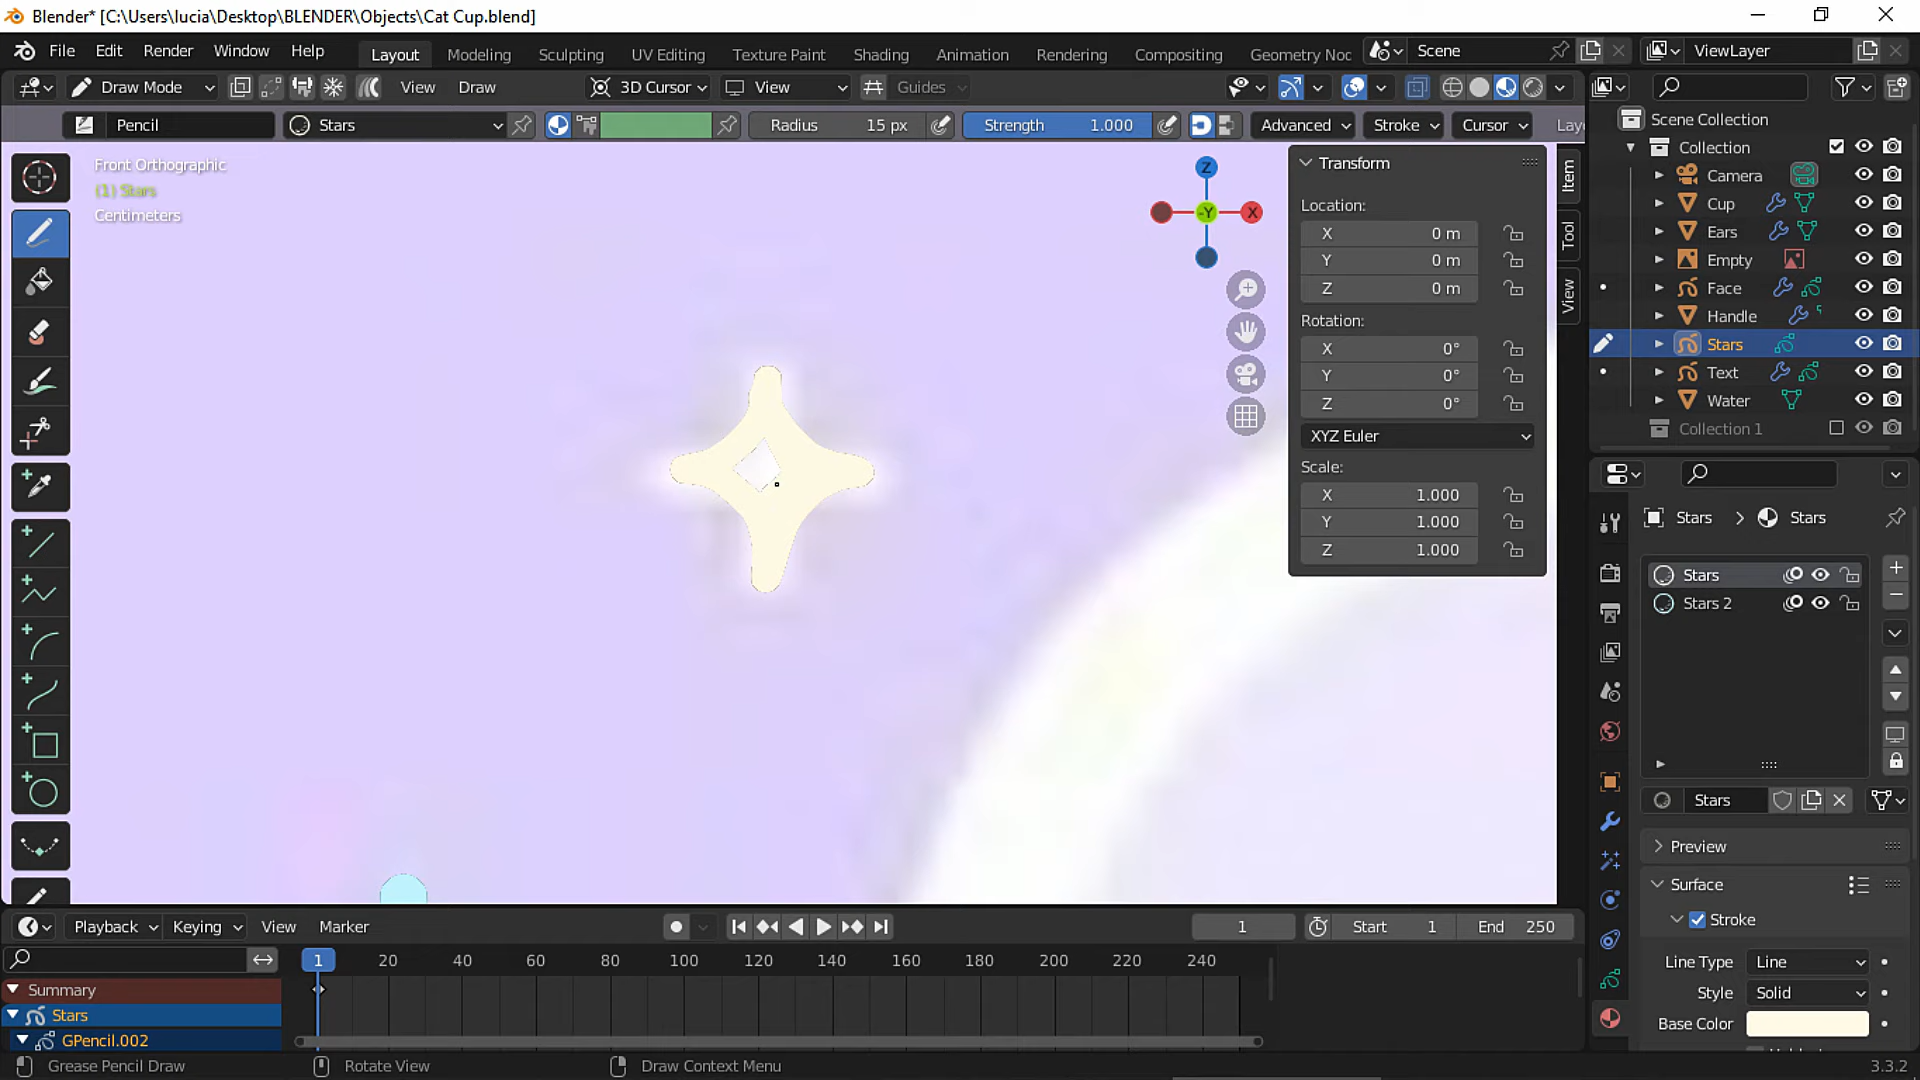 Blender* [C:\Users\lucia\Desktop\BLENDER\Objects\Cat Cup.blend]
File Edit Render Window Help Layout Modeling Sculpting UV Editing Texture Paint Shading Animation Rendering Compositing Geometry Noc Scene ViewLayer
Draw Mode View Draw 3D Cursor View Guides
Pencil Stars Radius 15 px Strength 1.000 Advanced Stroke Cursor Lay
Front Orthographic
(1) Stars
Centimeters
Z
-Y
X
Transform
Location:
X 0 m
Y 0 m
Z 0 m
Rotation:
X 0°
Y 0°
Z 0°
XYZ Euler
Scale:
X 1.000
Y 1.000
Z 1.000
Item
Tool
View
Scene Collection
Collection
Camera
Cup
Ears
Empty
Face
Handle
Stars
Text
Water
Collection 1
Stars Stars
Stars
Stars 2
Stars
Preview
Surface
Stroke
Line Type Line
Style Solid
Base Color
Playback Keying View Marker 1 Start 1 End 250
1 20 40 60 80 100 120 140 160 180 200 220 240
Summary
Stars
GPencil.002
Grease Pencil Draw Rotate View Draw Context Menu 3.3.2